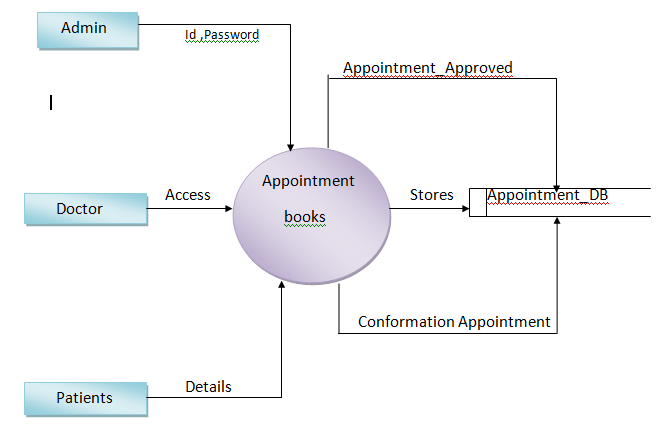 Admin
Id ,Password
Appointment_Approved
Access
Appointment
books
Stores
Appointment_DB
Doctor
Conformation Appointment
Details
Patients